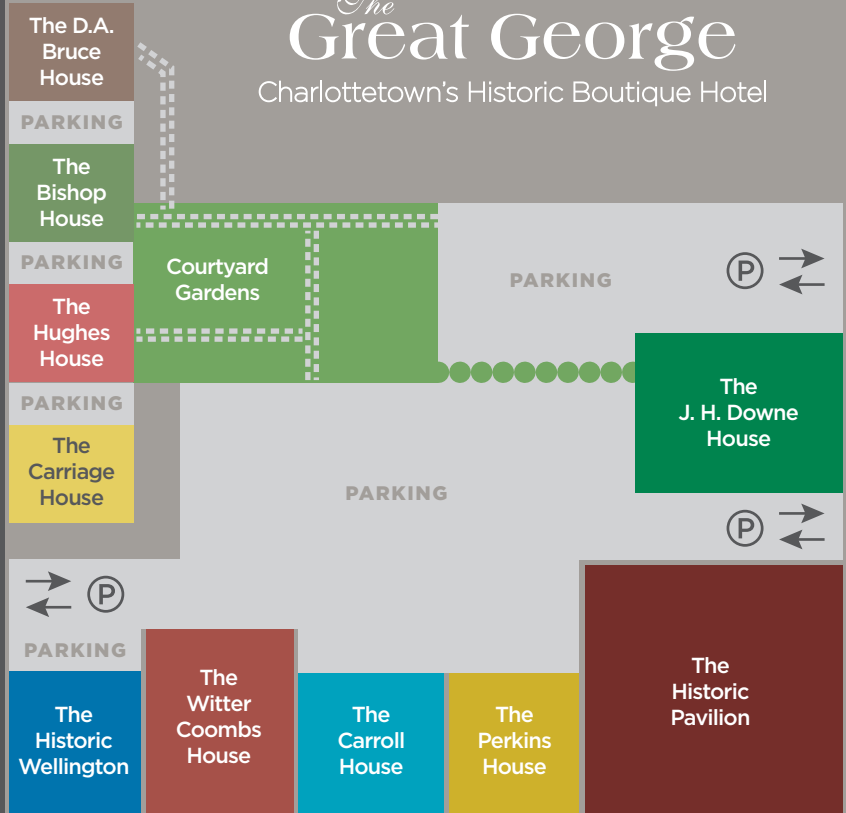 The
Great George
Charlottetown's Historic Boutique Hotel
The D.A.
Bruce
House
PARKING
The
Bishop
House
PARKING
The
Hughes
House
PARKING
The
Carriage
House
Courtyard
Gardens
PARKING
P
The
J. H. Downe
House
PARKING
P
P
PARKING
The
Historic
Wellington
The
Witter
Coombs
House
The
Carroll
House
The
Perkins
House
The
Historic
Pavilion